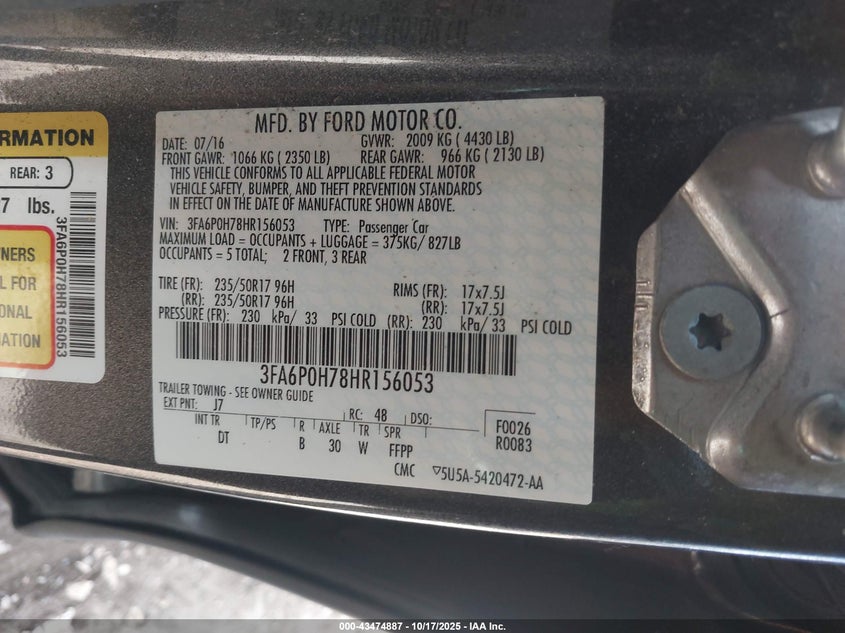 ORMATION
REAR: 3
7 lbs.
3FA6P0H78HR156053
NERS
L FOR
ONAL
MATION
MFD. BY FORD MOTOR CO.
DATE: 07/16 GVWR: 2009 KG ( 4430 LB)
FRONT GAWR: 1066 KG ( 2350 LB) REAR GAWR: 966 KG ( 2130 LB)
THIS VEHICLE CONFORMS TO ALL APPLICABLE FEDERAL MOTOR
VEHICLE SAFETY, BUMPER, AND THEFT PREVENTION STANDARDS
IN EFFECT ON THE DATE OF MANUFACTURE SHOWN ABOVE.
VIN: 3FA6P0H78HR156053 TYPE: Passenger Car
MAXIMUM LOAD = OCCUPANTS + LUGGAGE = 375KG/ 827LB
OCCUPANTS = 5 TOTAL; 2 FRONT, 3 REAR
TIRE (FR): 235/50R17 96H RIMS (FR): 17x7.5J
(RR): 235/50R17 96H (RR): 17x7.5J
PRESSURE (FR): 230 kPa/ 33 PSI COLD (RR): 230 kPa/ 33 PSI COLD
3FA6P0H78HR156053
TRAILER TOWING - SEE OWNER GUIDE
EXT PNT: J7 RC: 48 DSO: F0026
INT TR TP/PS R AXLE TR SPR R0083
DT B 30 W FFPP
CMC ▽5U5A-5420472-AA
000-43474887 - 10/17/2025 - IAA Inc.